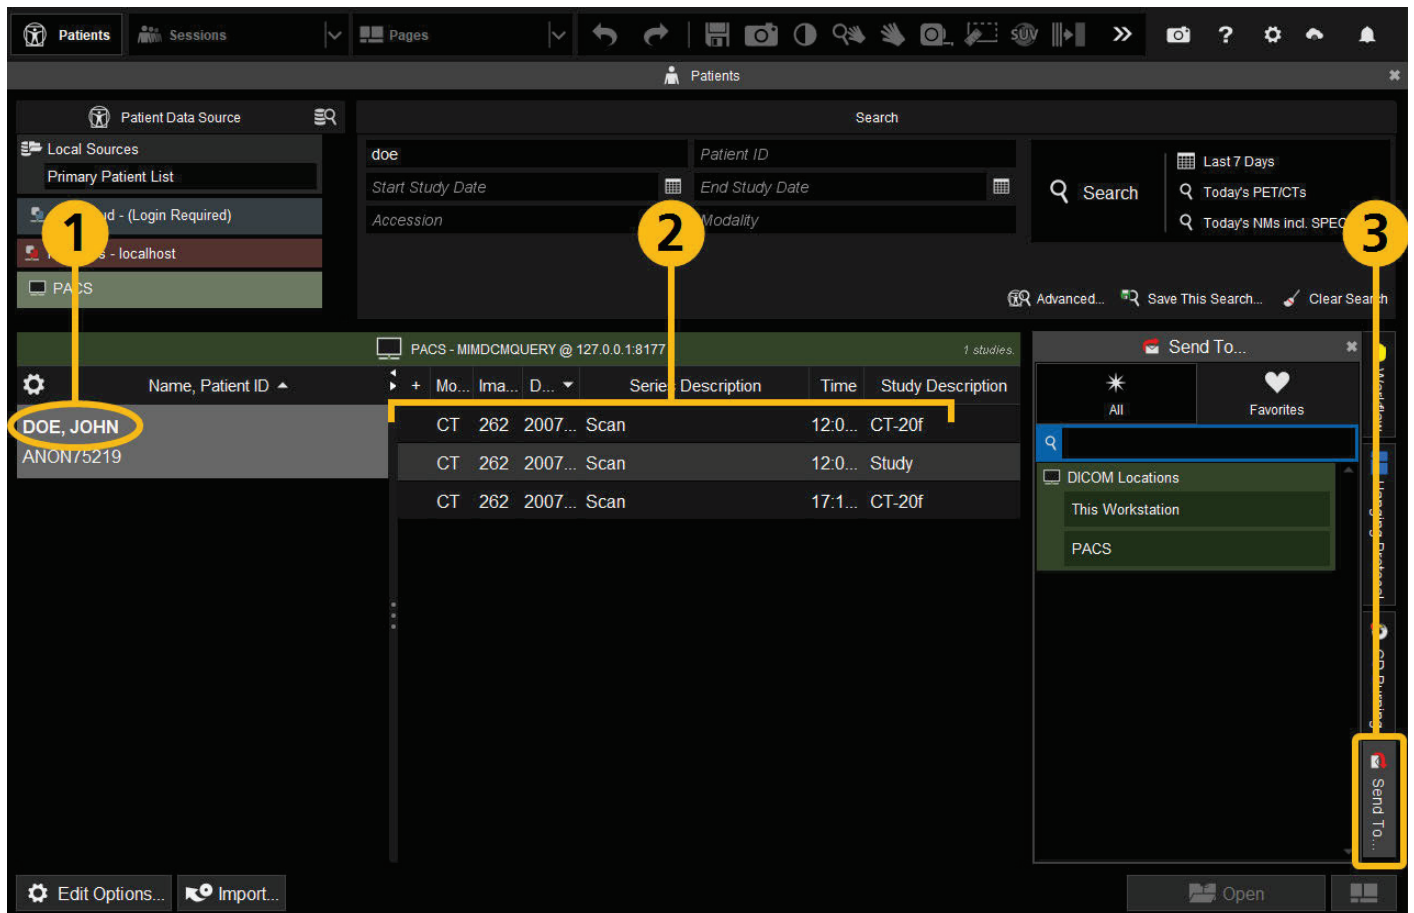 Patients
Sessions
Pages
SUV
Patients
Patient Data Source
Search
Local Sources
Primary Patient List
- (Login Required)
- localhost
PACS
doe
Patient ID
Start Study Date
End Study Date
Accession
Modality
Search
Last 7 Days
Today's PET/CTs
Today's NMs incl. SPEC
Advanced...
Save This Search...
Clear Search
1
2
3
PACS - MIMDCMQUERY @ 127.0.0.1:8177
1 studies.
Name, Patient ID
+ Mo... Ima... D... Series Description Time Study Description
DOE, JOHN
ANON75219
CT 262 2007... Scan 12:0... CT-20f
CT 262 2007... Scan 12:0... Study
CT 262 2007... Scan 17:1... CT-20f
Send To...
All
Favorites
DICOM Locations
This Workstation
PACS
Send To...
Edit Options...
Import...
Open